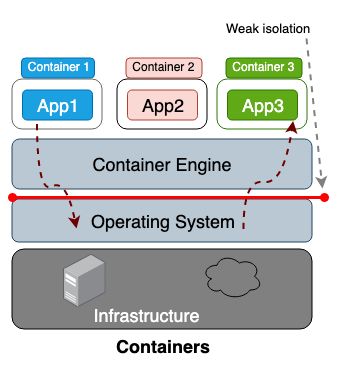 Weak isolation
Container 1
Container 2
Container 3
App1
App2
App3
Container Engine
Operating System
Infrastructure
Containers